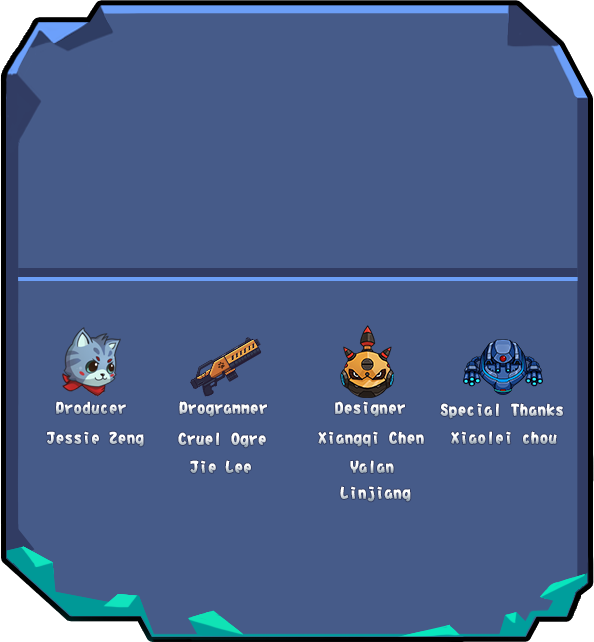 Producer
Programmer
Designer
Special Thanks
Jessie Zeng
Cruel Ogre
Xiangqi Chen
Xiaolei chou
Jie Lee
Yalan
Linjiang